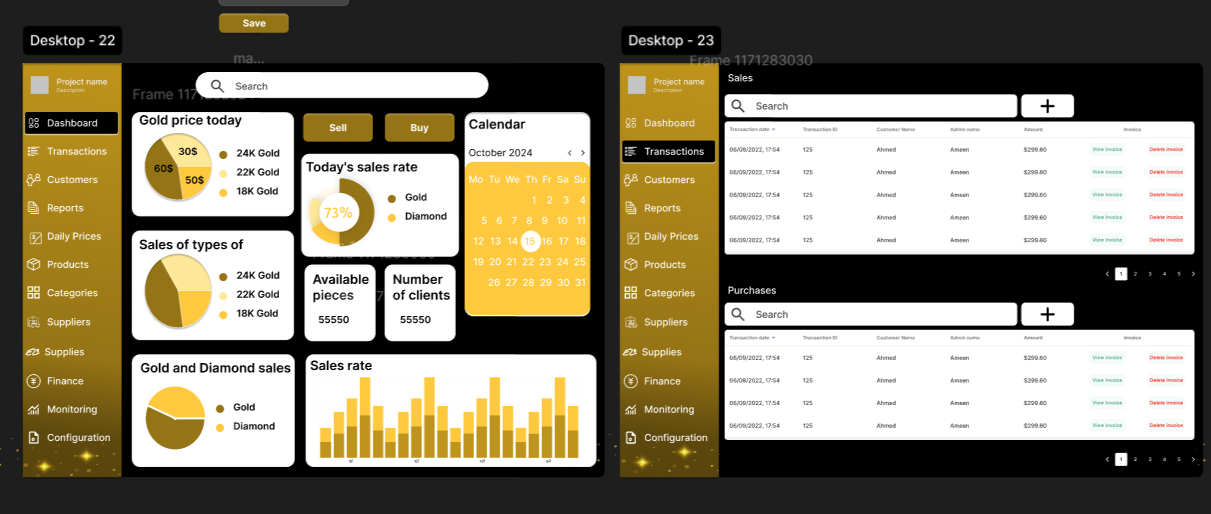 Save
Desktop - 22
ma...
Project name
Description
Search
Dashboard
Transactions
Customers
Reports
Daily Prices
Products
Categories
Suppliers
Supplies
Finance
Monitoring
Configuration
Gold price today
30$
60$
50$
24K Gold
22K Gold
18K Gold
Sell
Buy
Today's sales rate
73%
Gold
Diamond
Calendar
October 2024
Mo Tu We Th Fr Sa Su
1 2 3 4
5 6 7 8 9 10 11
12 13 14 15 16 17 18
19 20 21 22 23 24 25
26 27 28 29 30 31
Sales of types of
24K Gold
22K Gold
18K Gold
Available
pieces
55550
Number
of clients
55550
Gold and Diamond sales
Gold
Diamond
Sales rate
Desktop - 23
Frame 1171283030
Project name
Description
Dashboard
Transactions
Customers
Reports
Daily Prices
Products
Categories
Suppliers
Supplies
Finance
Monitoring
Configuration
Sales
Search
Transaction date Transaction ID Customer Name Admin name Amount Invoice
06/09/2022, 17:54 125 Ahmed Ameen $299.60 View invoice Delete invoice
06/09/2022, 17:54 125 Ahmed Ameen $299.60 View invoice Delete invoice
06/09/2022, 17:54 125 Ahmed Ameen $299.60 View invoice Delete invoice
06/09/2022, 17:54 125 Ahmed Ameen $299.60 View invoice Delete invoice
06/09/2022, 17:54 125 Ahmed Ameen $299.60 View invoice Delete invoice
< 1 2 3 4 5 >
Purchases
Search
Transaction date Transaction ID Customer Name Admin name Amount Invoice
06/09/2022, 17:54 125 Ahmed Ameen $299.60 View invoice Delete invoice
06/09/2022, 17:54 125 Ahmed Ameen $299.60 View invoice Delete invoice
06/09/2022, 17:54 125 Ahmed Ameen $299.60 View invoice Delete invoice
06/09/2022, 17:54 125 Ahmed Ameen $299.60 View invoice Delete invoice
< 1 2 3 4 5 >